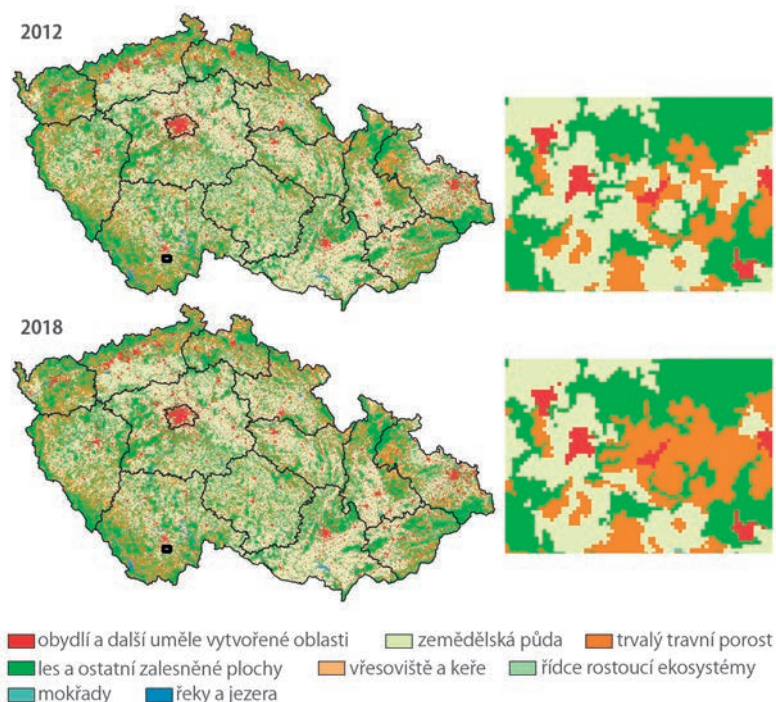 2012
2018
obydlí a další uměle vytvořené oblasti zemědělská půda trvalý travní porost
les a ostatní zalesněné plochy vřesoviště a keře řídce rostoucí ekosystémy
mokřady řeky a jezera